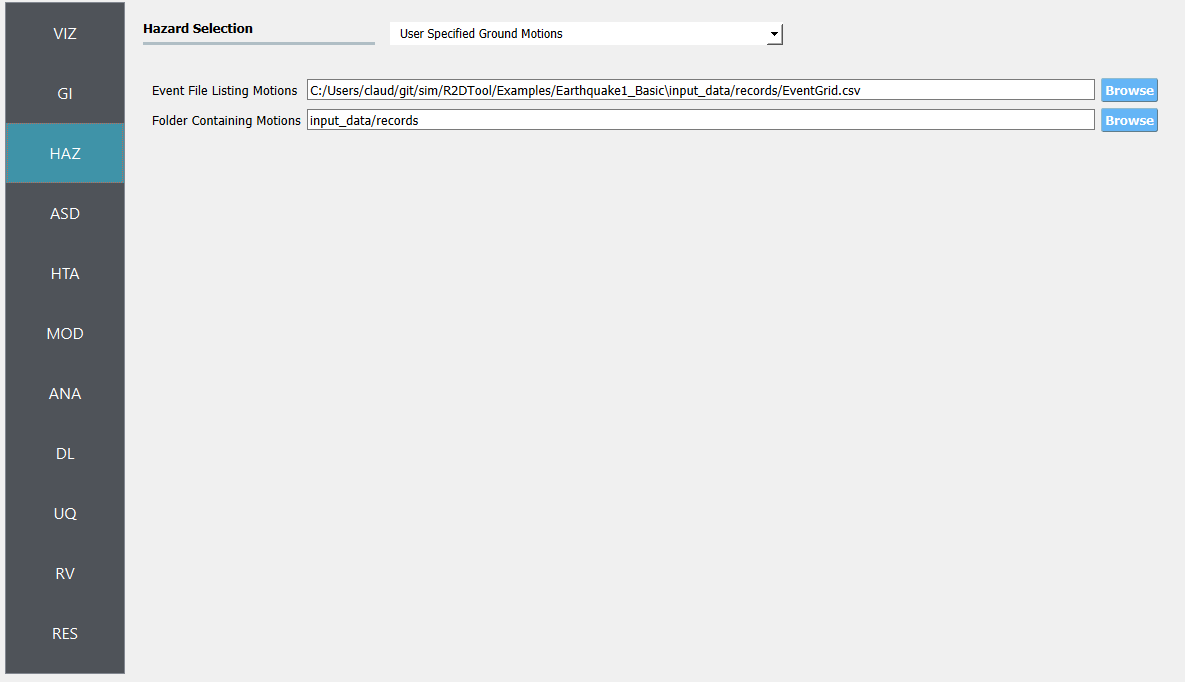 VIZ
GI
HAZ
ASD
HTA
MOD
ANA
DL
UQ
RV
RES
Hazard Selection
User Specified Ground Motions
Event File Listing Motions C:/Users/claud/git/sim/R2DTool/Examples/Earthquake1_Basic\input_data/records/EventGrid.csv Browse
Folder Containing Motions input_data/records Browse